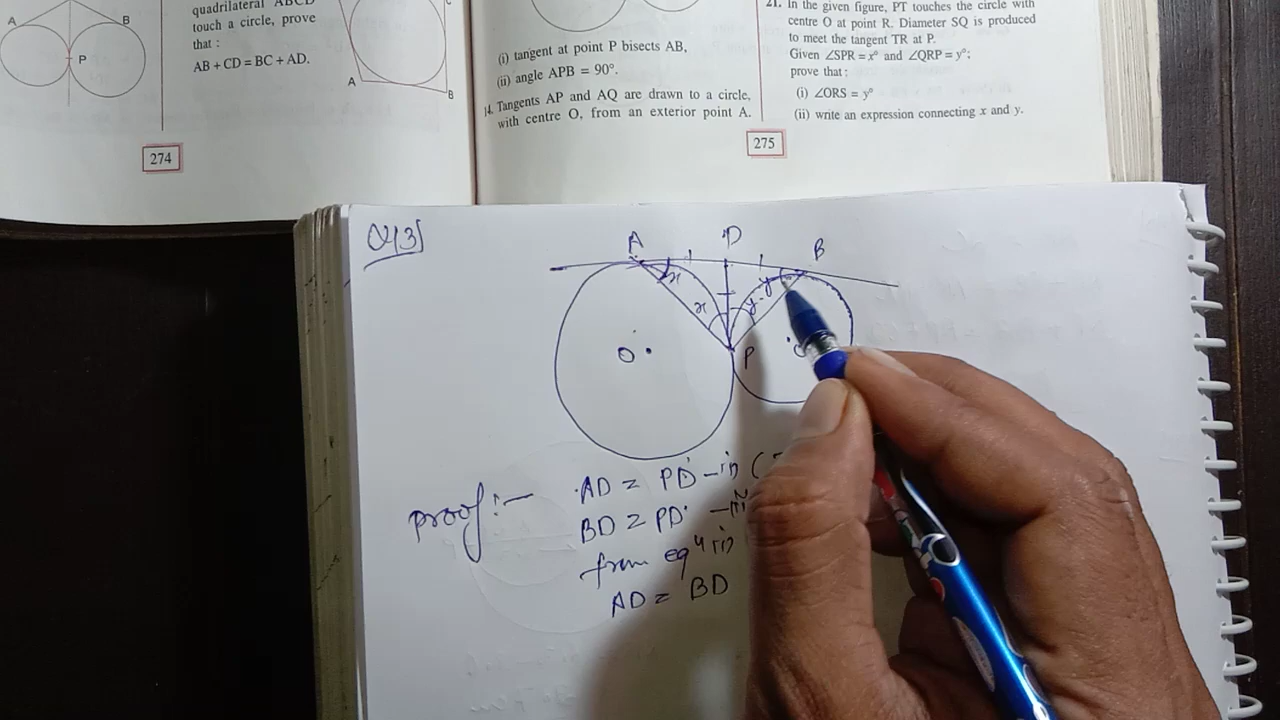 A
B
P
quadrilateral ABCD
touch a circle, prove
that :
AB + CD = BC + AD.
C
A
B
274
(i) tangent at point P bisects AB,
(ii) angle APB = 90°.
14. Tangents AP and AQ are drawn to a circle,
with centre O, from an exterior point A.
21. In the given figure, PT touches the circle with
centre O at point R. Diameter SQ is produced
to meet the tangent TR at P.
Given ∠SPR = x° and ∠QRP = y°;
prove that :
(i) ∠ORS = y°
(ii) write an expression connecting x and y.
275
Q13]
A
D
B
x
x
y
y
O
P
proof:-
AD = PD - (i)
BD = PD -
from eqn (i)
AD = BD